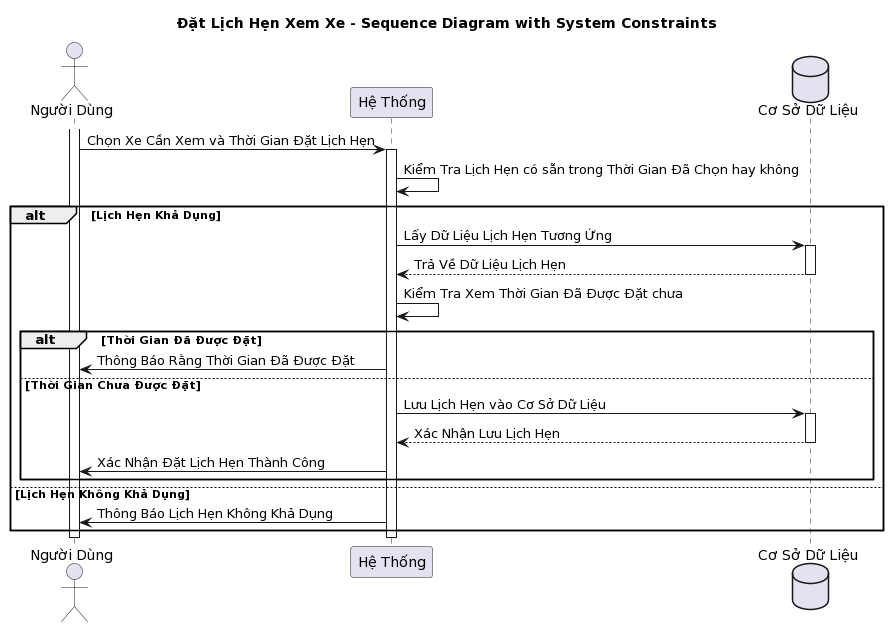 Đặt Lịch Hẹn Xem Xe - Sequence Diagram with System Constraints
Người Dùng
Hệ Thống
Cơ Sở Dữ Liệu
Chọn Xe Cần Xem và Thời Gian Đặt Lịch Hẹn
Kiểm Tra Lịch Hẹn có sẵn trong Thời Gian Đã Chọn hay không
alt [Lịch Hẹn Khả Dụng]
Lấy Dữ Liệu Lịch Hẹn Tương Ứng
Trả Về Dữ Liệu Lịch Hẹn
Kiểm Tra Xem Thời Gian Đã Được Đặt chưa
alt [Thời Gian Đã Được Đặt]
Thông Báo Rằng Thời Gian Đã Được Đặt
[Thời Gian Chưa Được Đặt]
Lưu Lịch Hẹn vào Cơ Sở Dữ Liệu
Xác Nhận Lưu Lịch Hẹn
Xác Nhận Đặt Lịch Hẹn Thành Công
[Lịch Hẹn Không Khả Dụng]
Thông Báo Lịch Hẹn Không Khả Dụng
Người Dùng
Hệ Thống
Cơ Sở Dữ Liệu